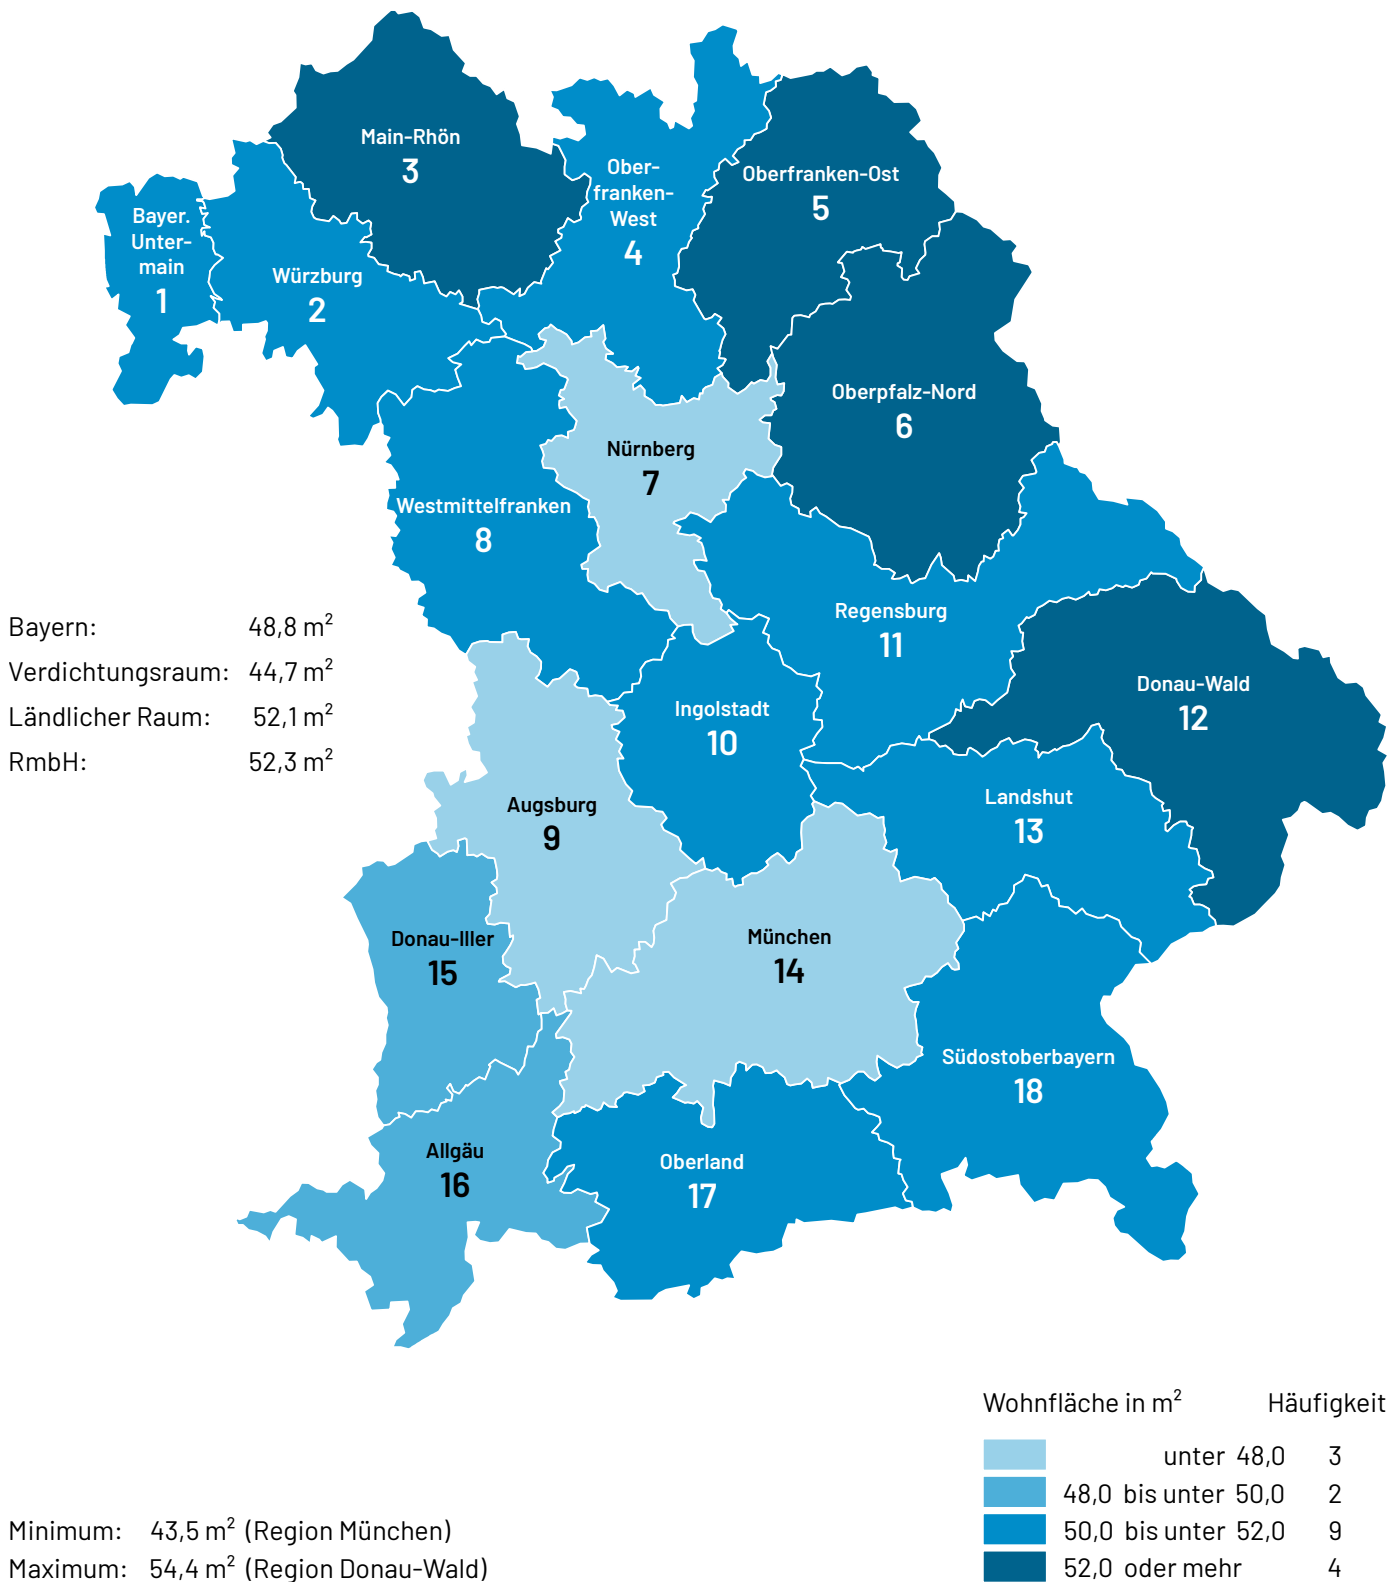 Main-Rhön
3
Ober-
franken-
West
4
Oberfranken-Ost
5
Bayer.
Unter-
main
1
Würzburg
2
Oberpfalz-Nord
6
Nürnberg
7
Westmittelfranken
8
Regensburg
11
Bayern: 48,8 m²
Verdichtungsraum: 44,7 m²
Ländlicher Raum: 52,1 m²
RmbH: 52,3 m²
Donau-Wald
12
Ingolstadt
10
Landshut
13
Augsburg
9
Donau-Iller
15
München
14
Südostoberbayern
18
Allgäu
16
Oberland
17
Wohnfläche in m² Häufigkeit
unter 48,0 3
48,0 bis unter 50,0 2
50,0 bis unter 52,0 9
52,0 oder mehr 4
Minimum: 43,5 m² (Region München)
Maximum: 54,4 m² (Region Donau-Wald)